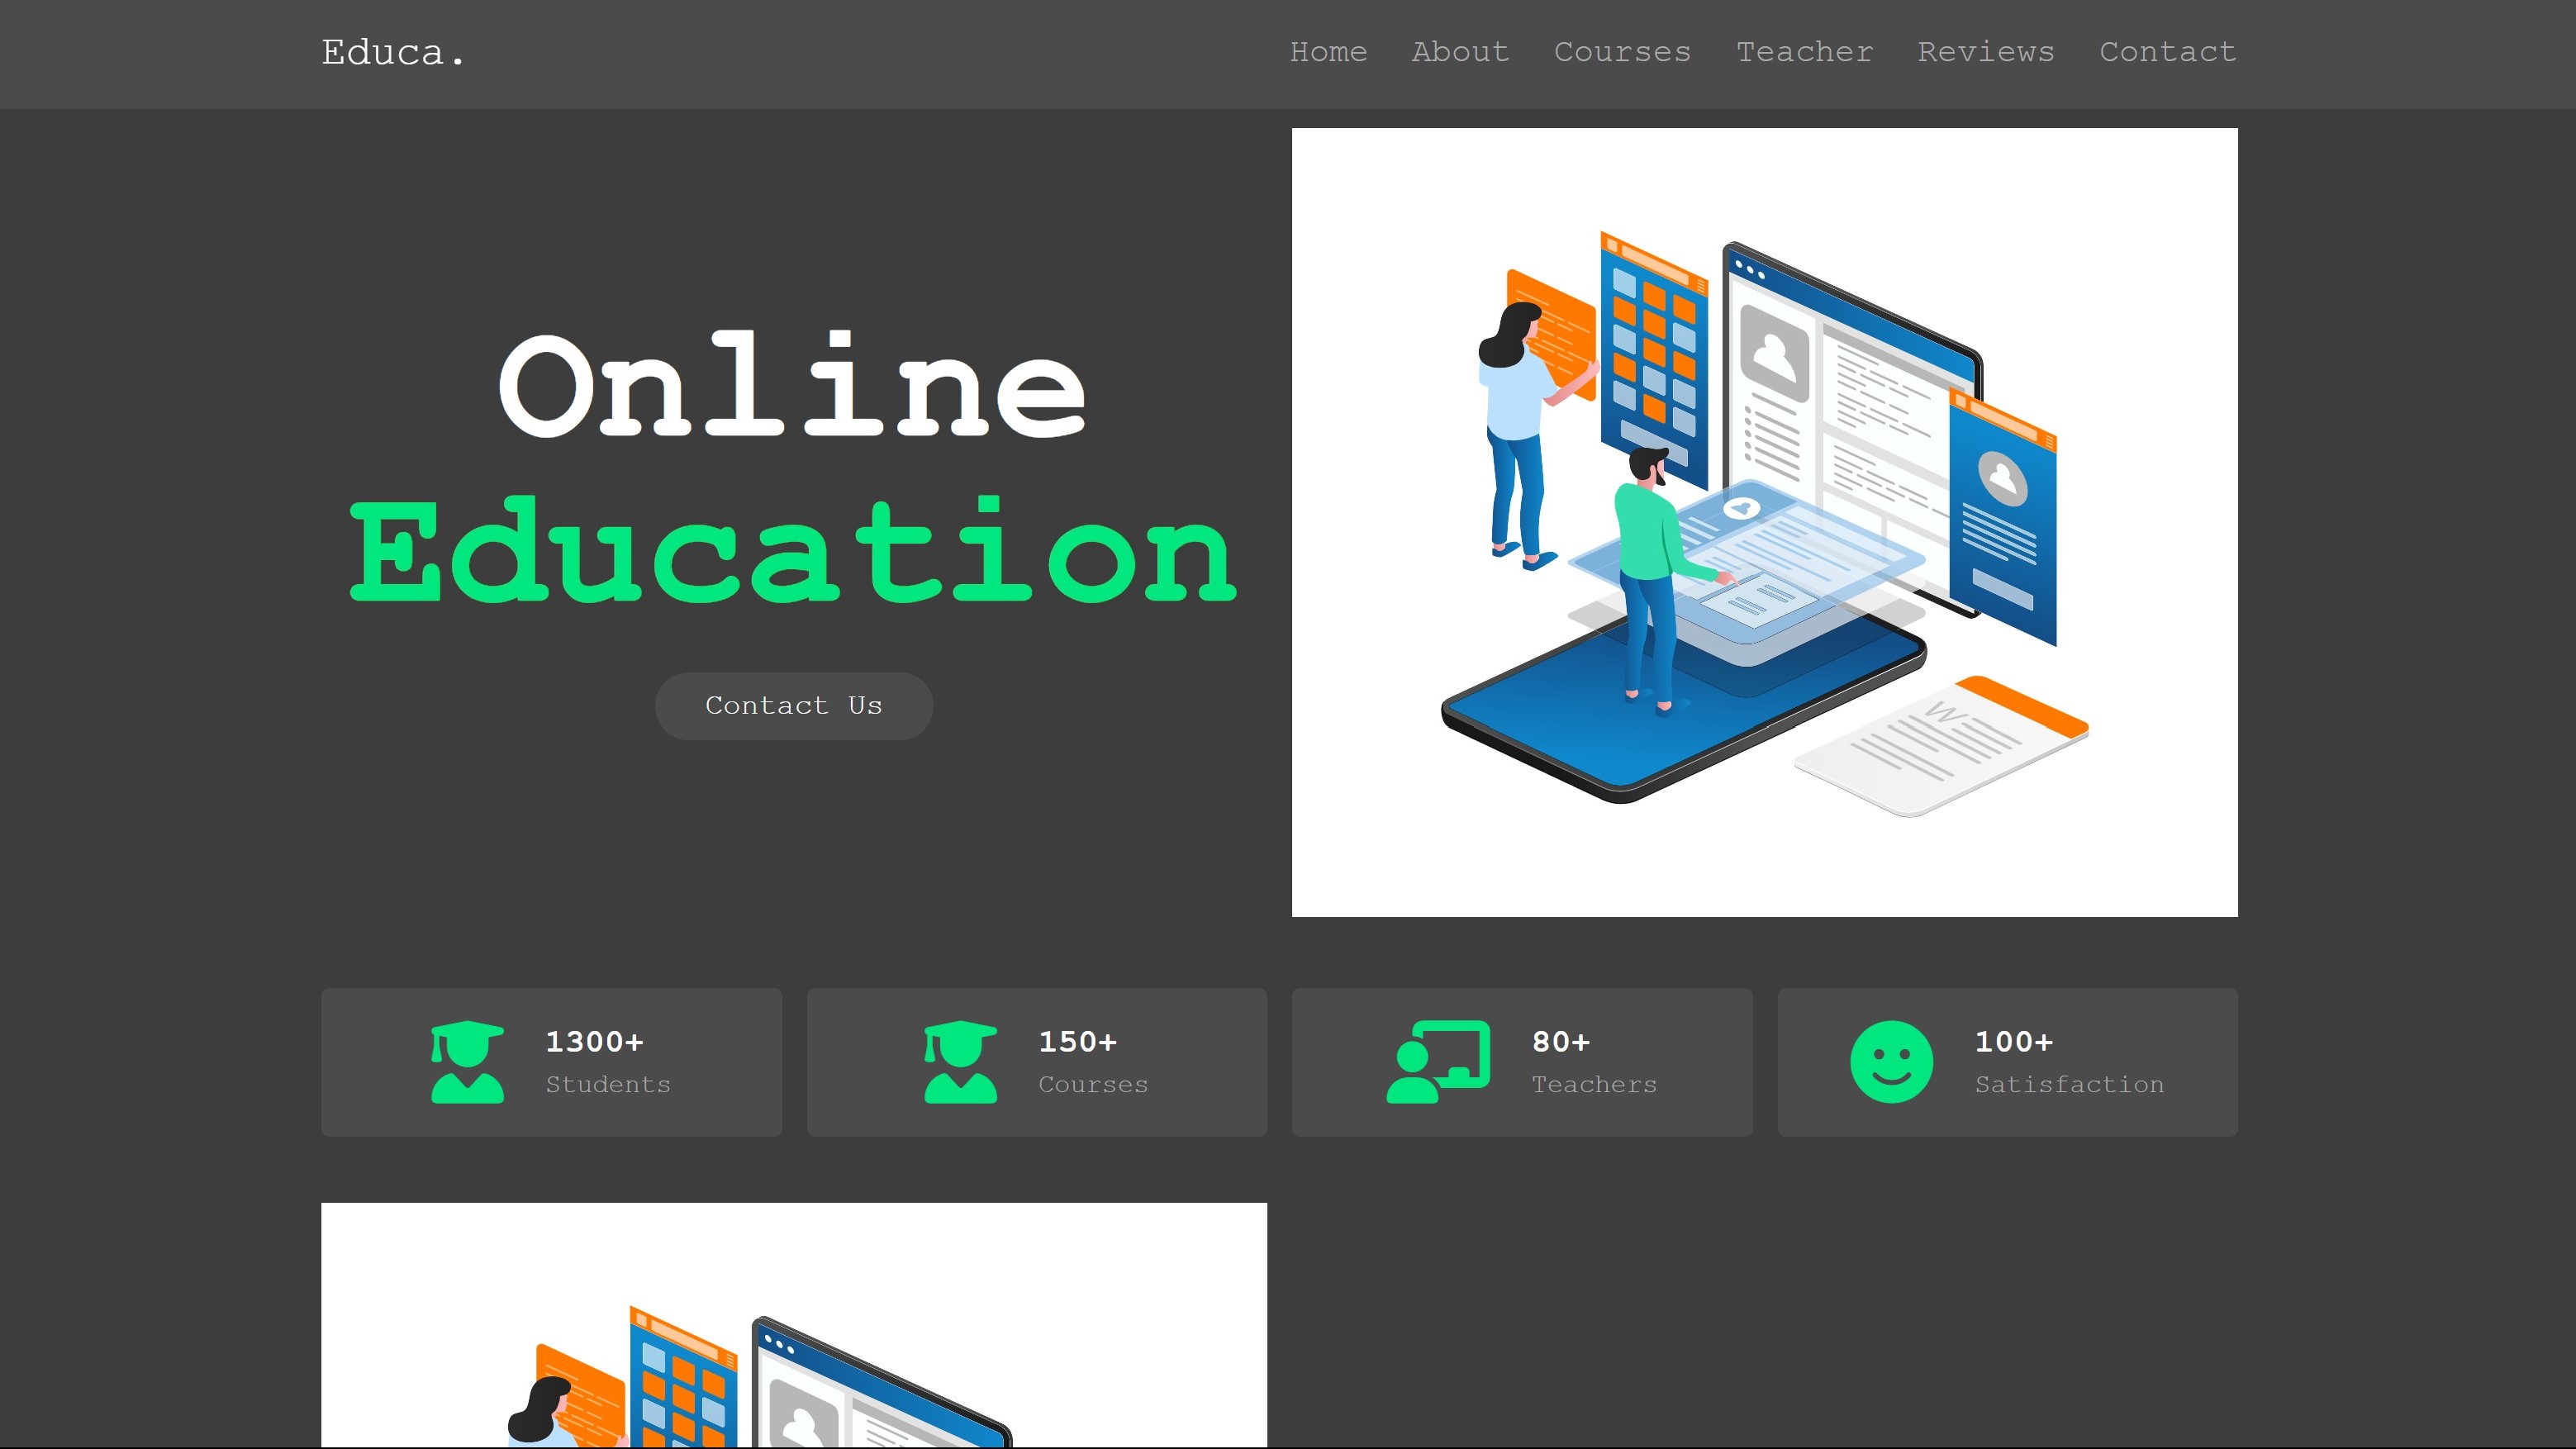 Educa.
Home About Courses Teacher Reviews Contact
Online
Education
Contact Us
W
1300+
Students
150+
Courses
80+
Teachers
100+
Satisfaction